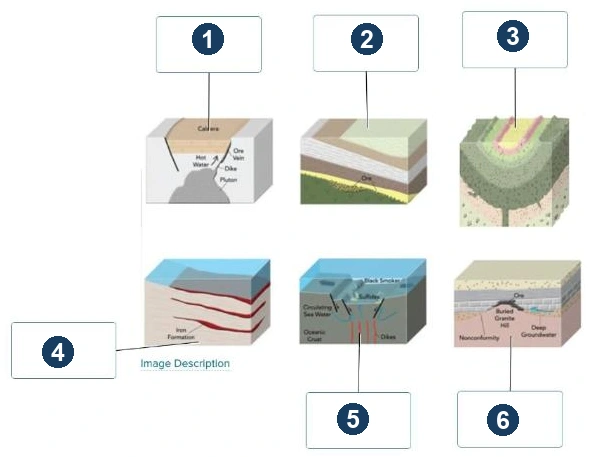 1
2
3
Caldera
Hot
Water
Ore
Vein
Dike
Pluton
Ore
Iron
Formation
Black Smoker
Sulfides
Circulating
Sea Water
Oceanic
Crust
Dikes
Ore
Buried
Granite
Hill
Nonconformity
Deep
Groundwater
4
Image Description
5
6